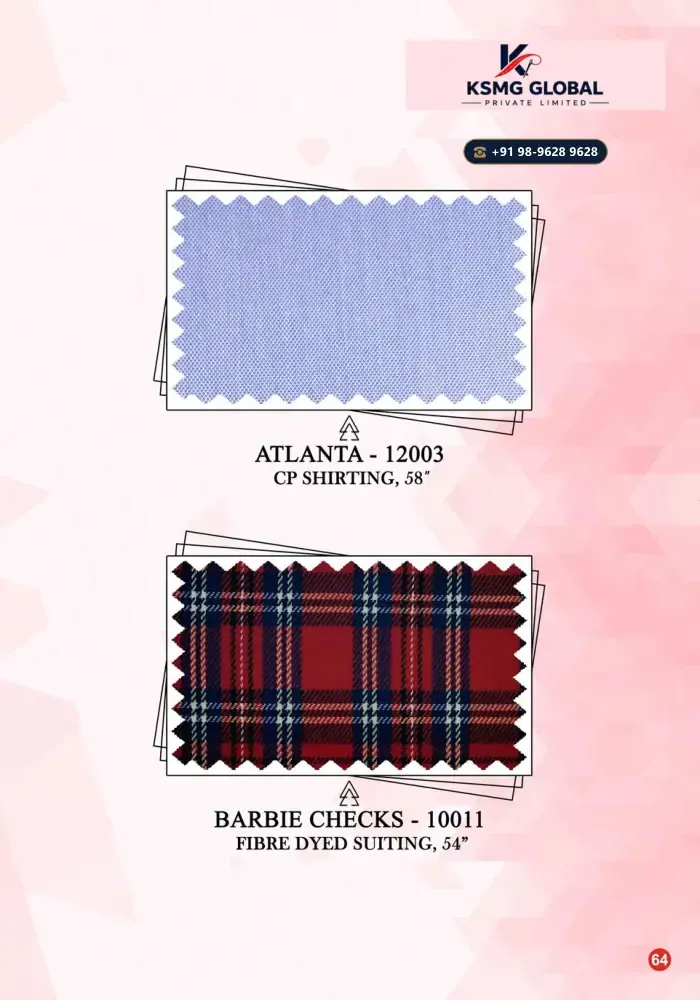 KSMG GLOBAL
PRIVATE LIMITED
+91 98-9628 9628
ATLANTA - 12003
CP SHIRTING, 58″
BARBIE CHECKS - 10011
FIBRE DYED SUITING, 54”
64